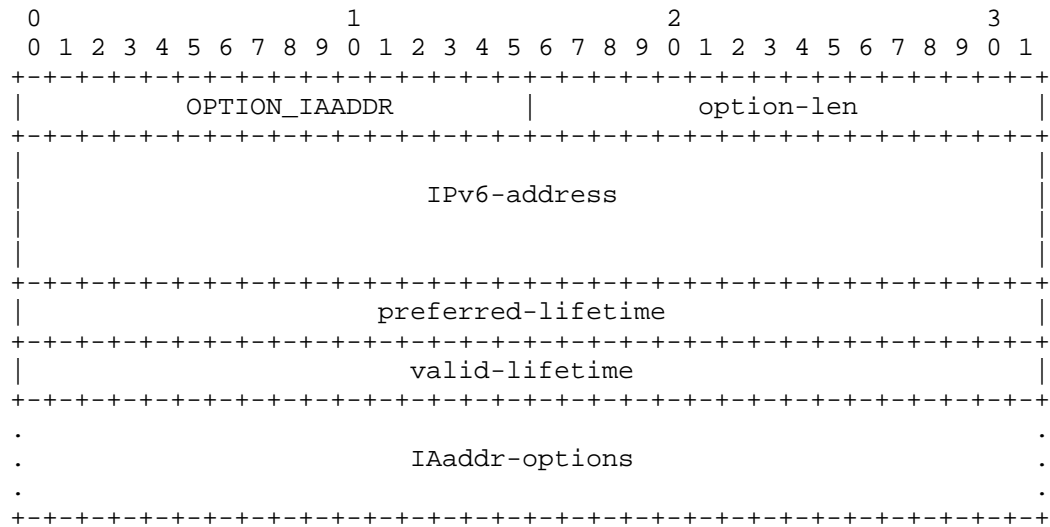 0                   1                   2                   3
 0 1 2 3 4 5 6 7 8 9 0 1 2 3 4 5 6 7 8 9 0 1 2 3 4 5 6 7 8 9 0 1
+-+-+-+-+-+-+-+-+-+-+-+-+-+-+-+-+-+-+-+-+-+-+-+-+-+-+-+-+-+-+-+-+
|          OPTION_IAADDR        |          option-len           |
+-+-+-+-+-+-+-+-+-+-+-+-+-+-+-+-+-+-+-+-+-+-+-+-+-+-+-+-+-+-+-+-+
|                                                               |
|                         IPv6-address                          |
|                                                               |
|                                                               |
+-+-+-+-+-+-+-+-+-+-+-+-+-+-+-+-+-+-+-+-+-+-+-+-+-+-+-+-+-+-+-+-+
|                      preferred-lifetime                       |
+-+-+-+-+-+-+-+-+-+-+-+-+-+-+-+-+-+-+-+-+-+-+-+-+-+-+-+-+-+-+-+-+
|                        valid-lifetime                         |
+-+-+-+-+-+-+-+-+-+-+-+-+-+-+-+-+-+-+-+-+-+-+-+-+-+-+-+-+-+-+-+-+
.                                                               .
.                        IAaddr-options                         .
.                                                               .
+-+-+-+-+-+-+-+-+-+-+-+-+-+-+-+-+-+-+-+-+-+-+-+-+-+-+-+-+-+-+-+-+